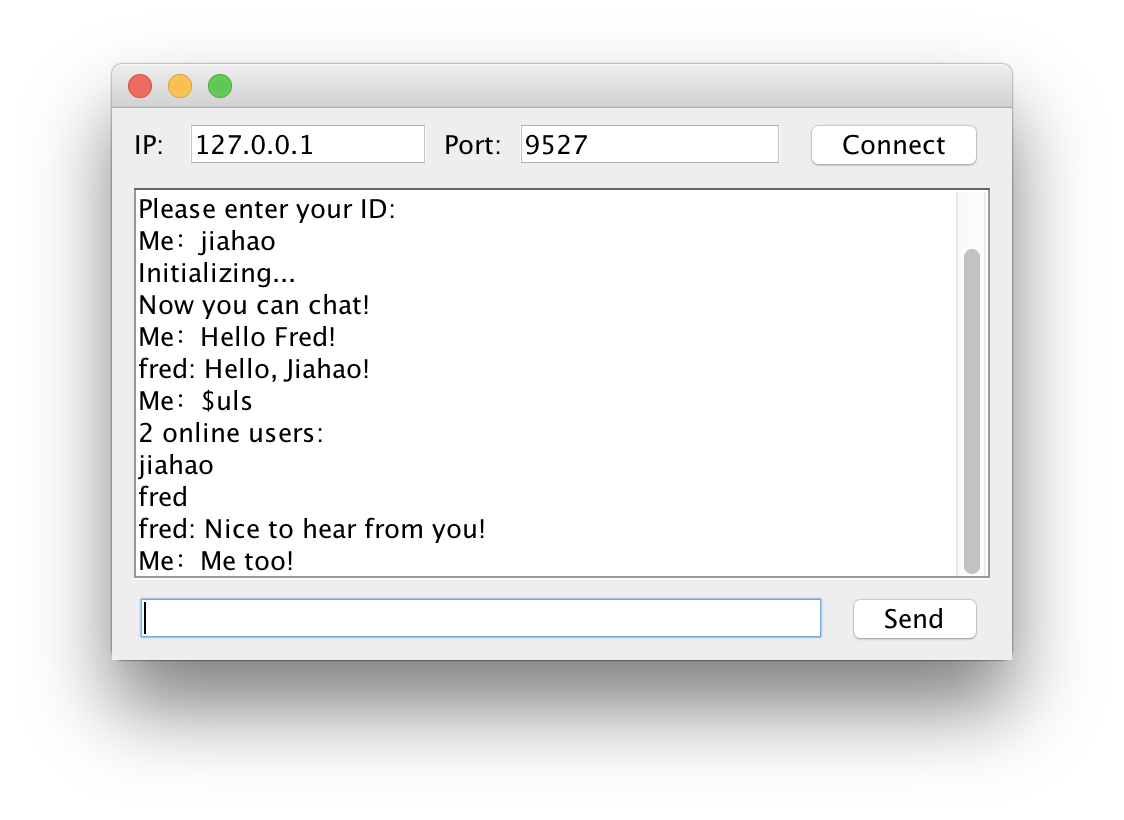 IP: 127.0.0.1 Port: 9527 Connect
Please enter your ID:
Me： jiahao
Initializing...
Now you can chat!
Me： Hello Fred!
fred: Hello, Jiahao!
Me： $uls
2 online users:
jiahao
fred
fred: Nice to hear from you!
Me： Me too!
Send